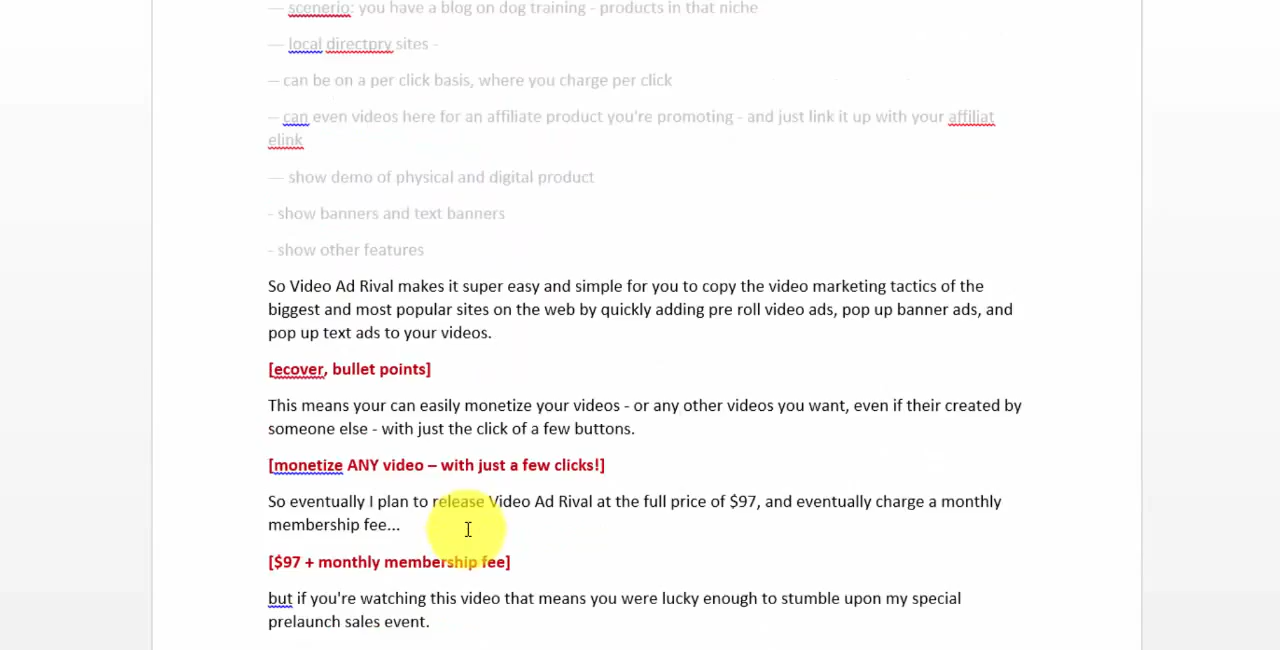 — scenerio: you have a blog on dog training - products in that niche
— local directpry sites -
– can be on a per click basis, where you charge per click
– can even videos here for an affiliate product you're promoting - and just link it up with your affiliat
elink
— show demo of physical and digital product
- show banners and text banners
- show other features
So Video Ad Rival makes it super easy and simple for you to copy the video marketing tactics of the
biggest and most popular sites on the web by quickly adding pre roll video ads, pop up banner ads, and
pop up text ads to your videos.
[ecover, bullet points]
This means your can easily monetize your videos - or any other videos you want, even if their created by
someone else - with just the click of a few buttons.
[monetize ANY video – with just a few clicks!]
So eventually I plan to release Video Ad Rival at the full price of $97, and eventually charge a monthly
membership fee...
[$97 + monthly membership fee]
but if you're watching this video that means you were lucky enough to stumble upon my special
prelaunch sales event.